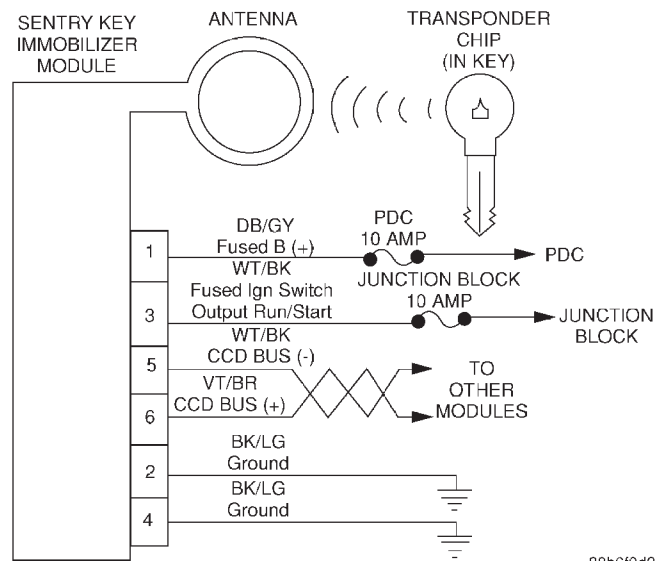 SENTRY KEY
IMMOBILIZER
MODULE
ANTENNA
TRANSPONDER
CHIP
(IN KEY)
1
DB/GY
Fused B (+)
PDC
10 AMP
PDC
3
WT/BK
Fused Ign Switch
Output Run/Start
JUNCTION BLOCK
10 AMP
JUNCTION
BLOCK
5
WT/BK
CCD BUS (-)
6
VT/BR
CCD BUS (+)
TO
OTHER
MODULES
2
BK/LG
Ground
4
BK/LG
Ground